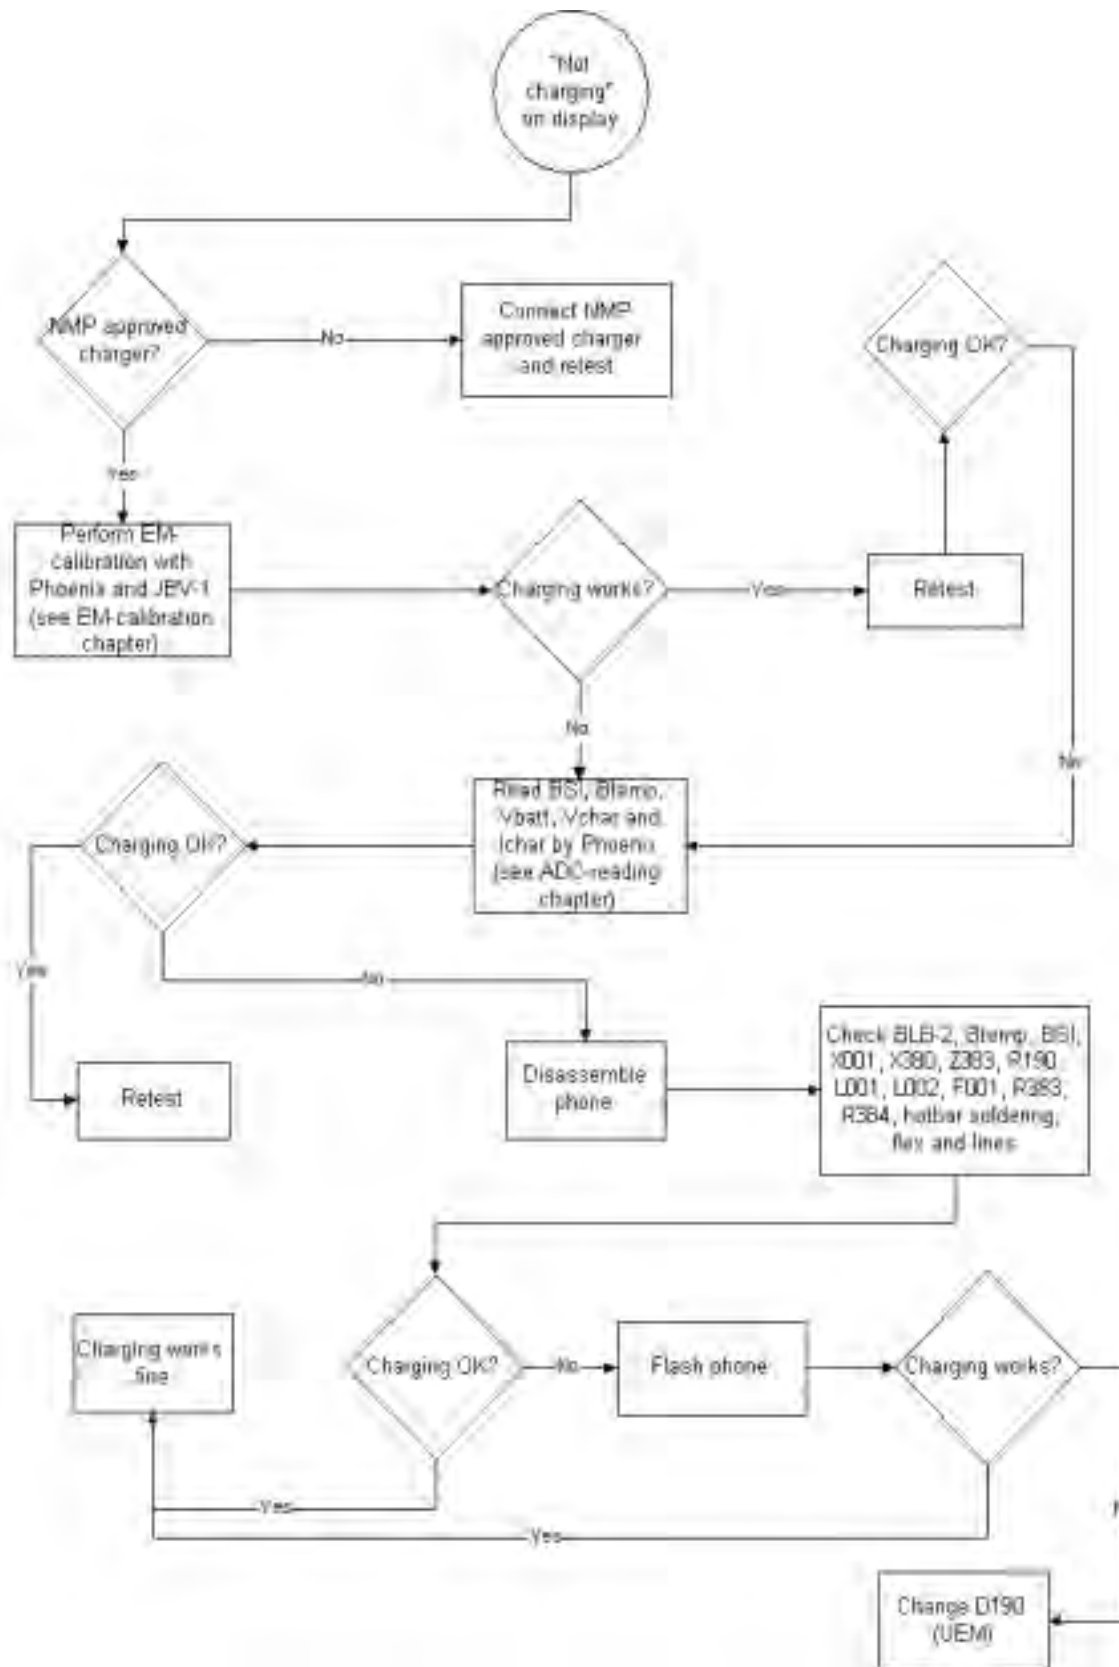 "Not
charging"
on display
NMP approved
charger?
No
Connect NMP
approved charger
and retest
Charging OK?
Yes
Perform EM-
calibration with
Phoenix and JBV-1
(see EM-calibration
chapter)
Charging works?
Yes
Retest
No
No
Read BSI, Btemp,
Vbatt, Vchar and
Ichar by Phoenix
(see ADC-reading
chapter)
Charging OK?
Yes
No
Retest
Disassemble
phone
Check BLB-2, Btemp, BSI,
X001, X380, Z383, R190
L001, L002, F001, R383,
R384, hotbar soldering,
flex and lines
Charging works
fine
Charging OK?
No
Flash phone
Charging works?
Yes
Yes
Change D190
(UEM)